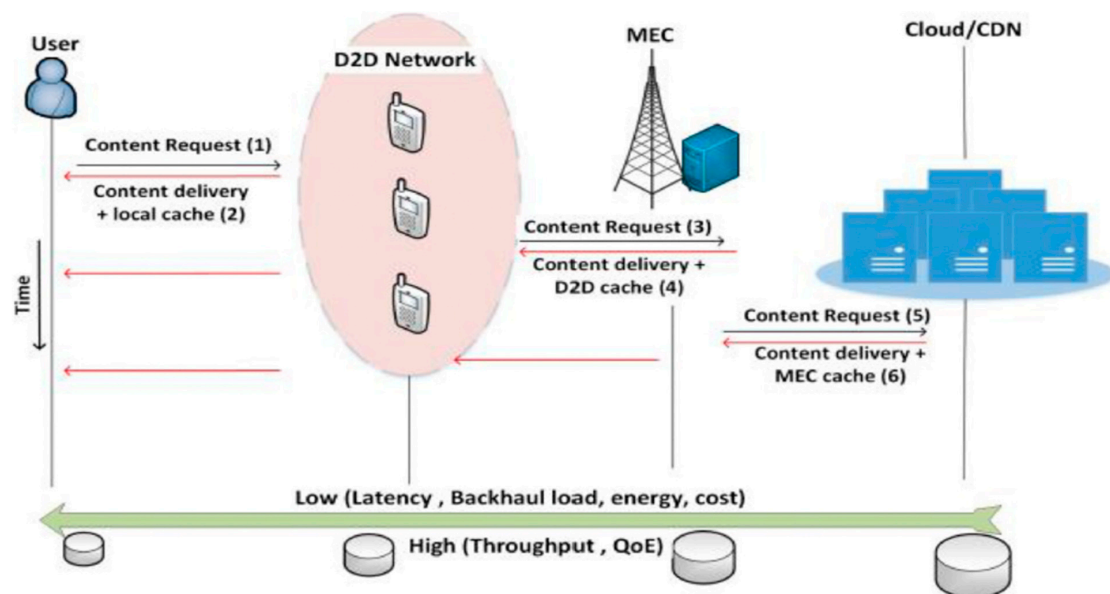 User
D2D Network
MEC
Cloud/CDN
Content Request (1)
Content delivery
+ local cache (2)
Content Request (3)
Content delivery +
D2D cache (4)
Time
Content Request (5)
Content delivery +
MEC cache (6)
Low (Latency , Backhaul load, energy, cost)
High (Throughput , QoE)